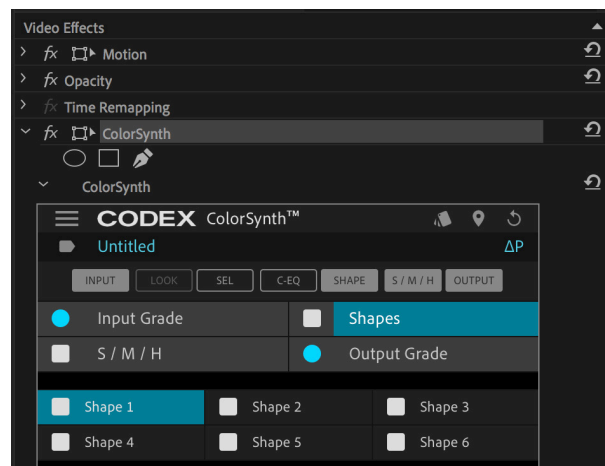 Video Effects
fx Motion
fx Opacity
fx Time Remapping
fx ColorSynth
ColorSynth
CODEX ColorSynth™
Untitled ΔP
INPUT LOOK SEL C-EQ SHAPE S / M / H OUTPUT
Input Grade Shapes
S / M / H Output Grade
Shape 1 Shape 2 Shape 3
Shape 4 Shape 5 Shape 6